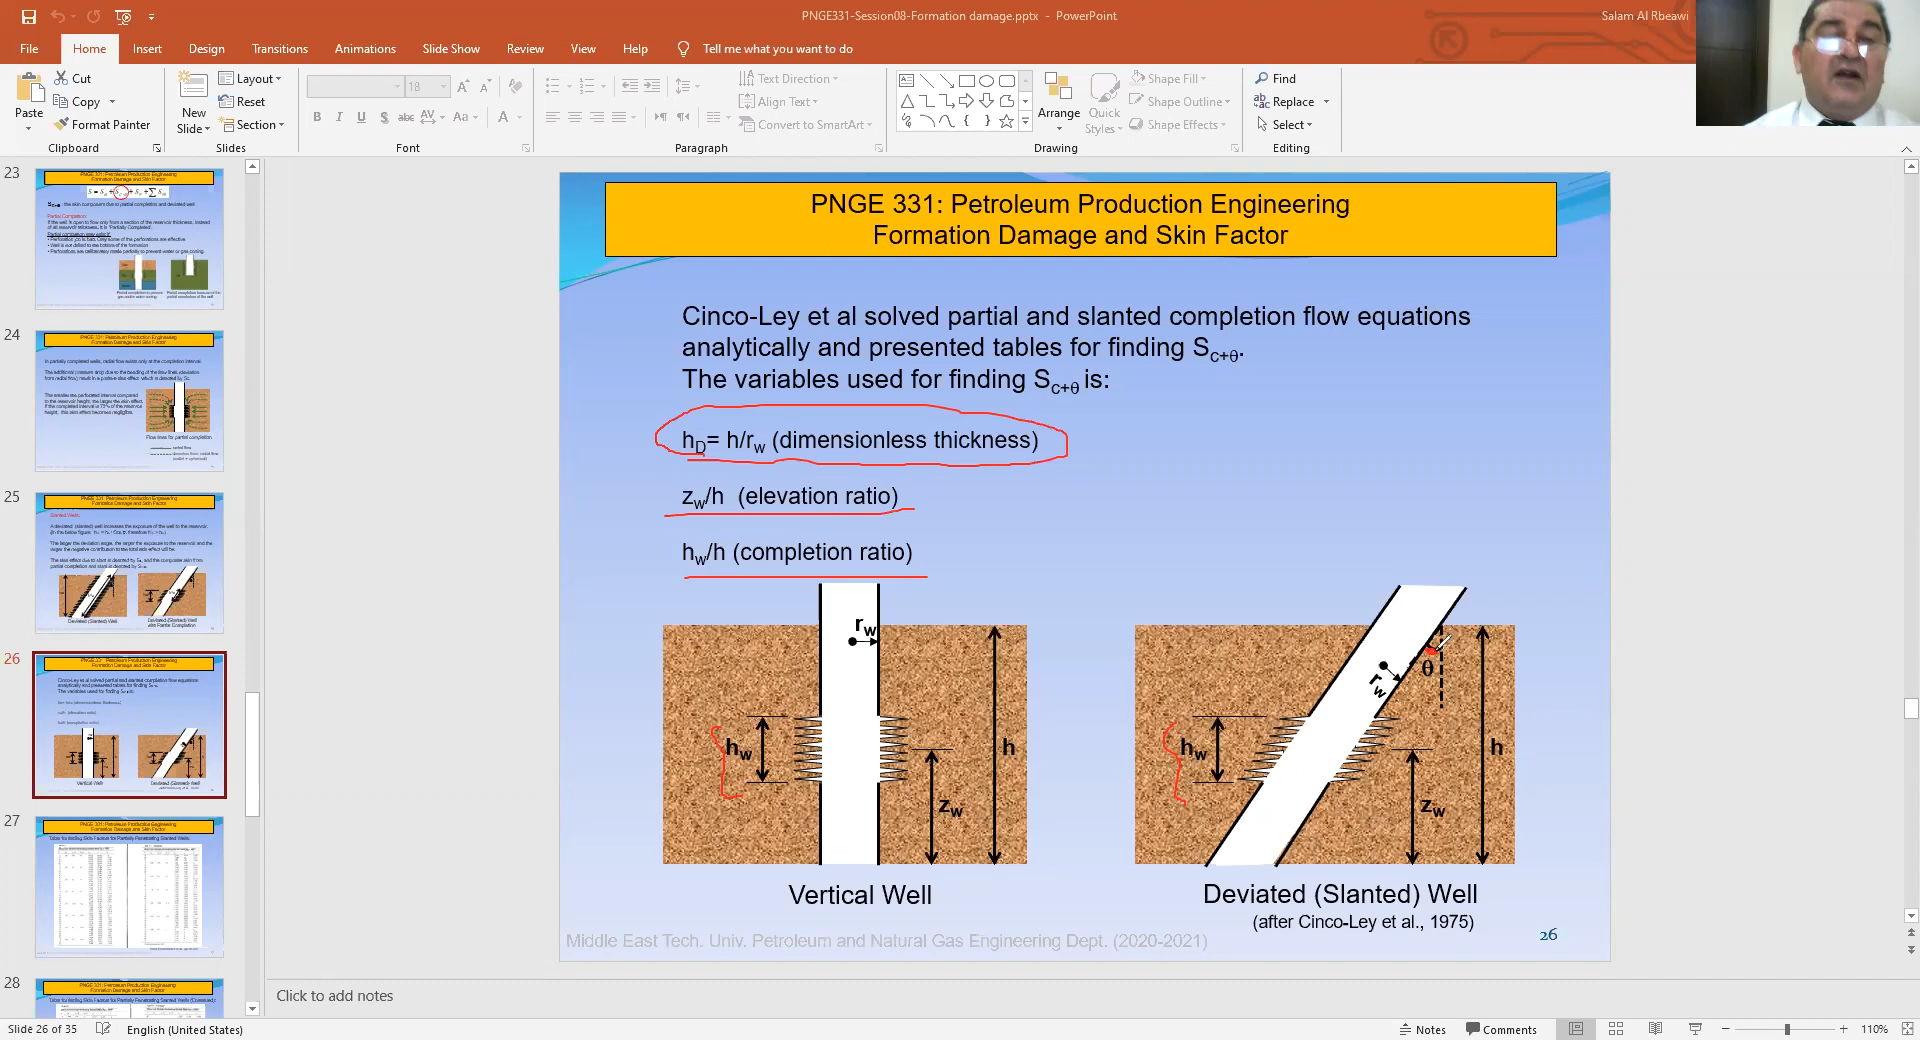 PNGE331-Session08-Formation damage.pptx - PowerPoint
Salam Al Rbeawi
File Home Insert Design Transitions Animations Slide Show Review View Help Tell me what you want to do
Paste
Cut
Copy
Format Painter
Clipboard
New Slide
Layout
Reset
Section
Slides
18
Font
Text Direction
Align Text
Convert to SmartArt
Paragraph
Arrange
Quick Styles
Shape Fill
Shape Outline
Shape Effects
Drawing
Find
Replace
Select
Editing
23
24
25
26
27
28
PNGE 331: Petroleum Production Engineering
Formation Damage and Skin Factor
Cinco-Ley et al solved partial and slanted completion flow equations
analytically and presented tables for finding Sc+θ.
The variables used for finding Sc+θ is:
hD= h/rw (dimensionless thickness)
zw/h (elevation ratio)
hw/h (completion ratio)
rw
hw
h
zw
Vertical Well
rw
θ
hw
h
zw
Deviated (Slanted) Well
(after Cinco-Ley et al., 1975)
Middle East Tech. Univ. Petroleum and Natural Gas Engineering Dept. (2020-2021)
26
Click to add notes
Slide 26 of 35
English (United States)
Notes
Comments
110%